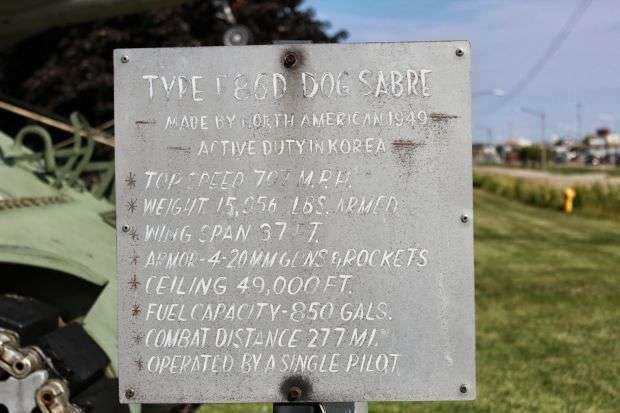 TYPE F86D DOG SABRE
- MADE BY NORTH AMERICAN 1949 -
- ACTIVE DUTY IN KOREA -
* TOP SPEED 707 M.P.H.
* WEIGHT 15,956 LBS. ARMED
* WING SPAN 37 FT.
* ARMOR-4-20MM GUNS & ROCKETS
* CEILING 49,000 FT.
* FUEL CAPACITY-850 GALS.
* COMBAT DISTANCE 277 MI.
* OPERATED BY A SINGLE PILOT